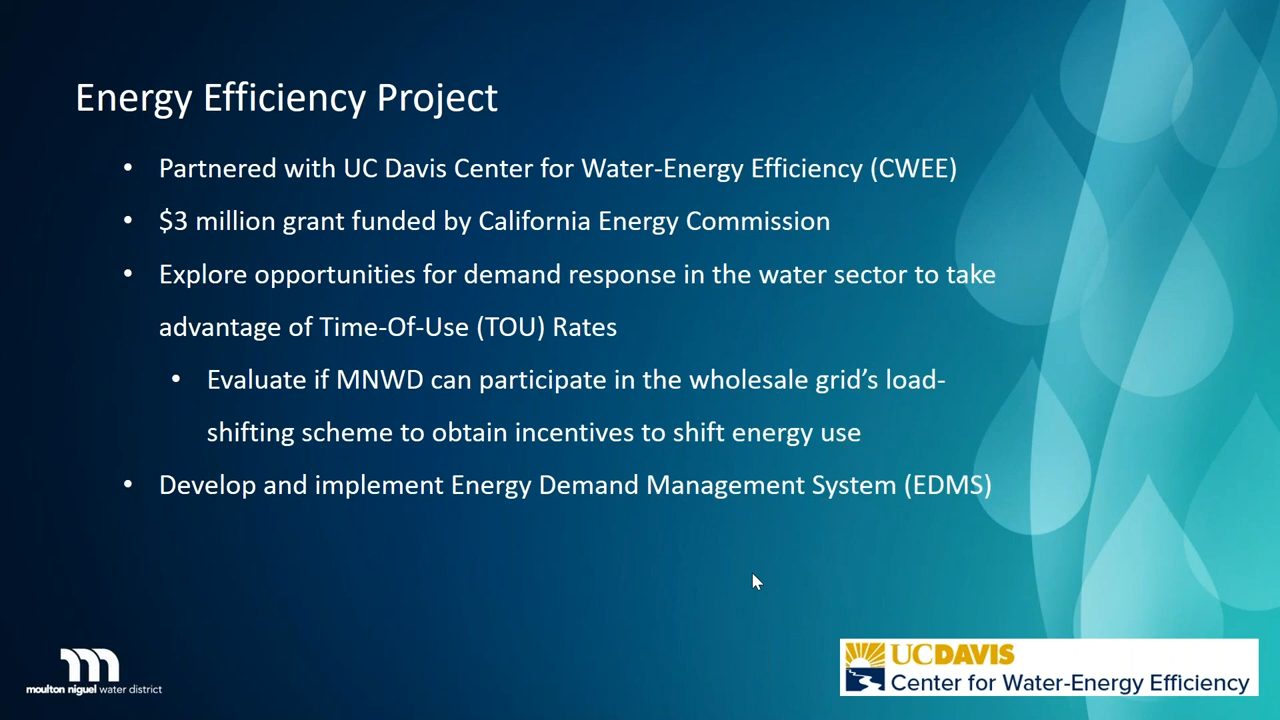 Energy Efficiency Project
• Partnered with UC Davis Center for Water-Energy Efficiency (CWEE)
• $3 million grant funded by California Energy Commission
• Explore opportunities for demand response in the water sector to take
advantage of Time-Of-Use (TOU) Rates
• Evaluate if MNWD can participate in the wholesale grid’s load-
shifting scheme to obtain incentives to shift energy use
• Develop and implement Energy Demand Management System (EDMS)
moulton niguel water district
UCDAVIS
Center for Water-Energy Efficiency